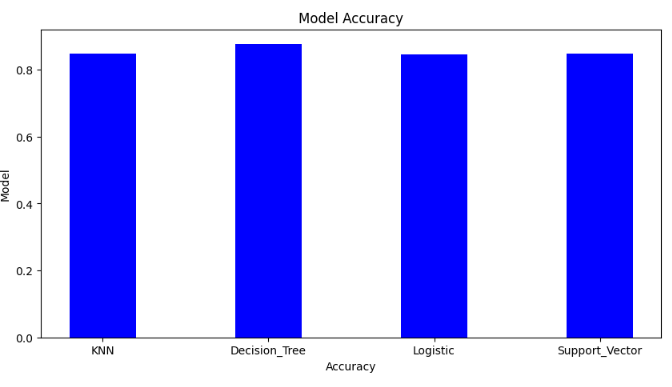 Model Accuracy
0.8
0.6
0.4
0.2
0.0
Model
KNN Decision_Tree Logistic Support_Vector
Accuracy